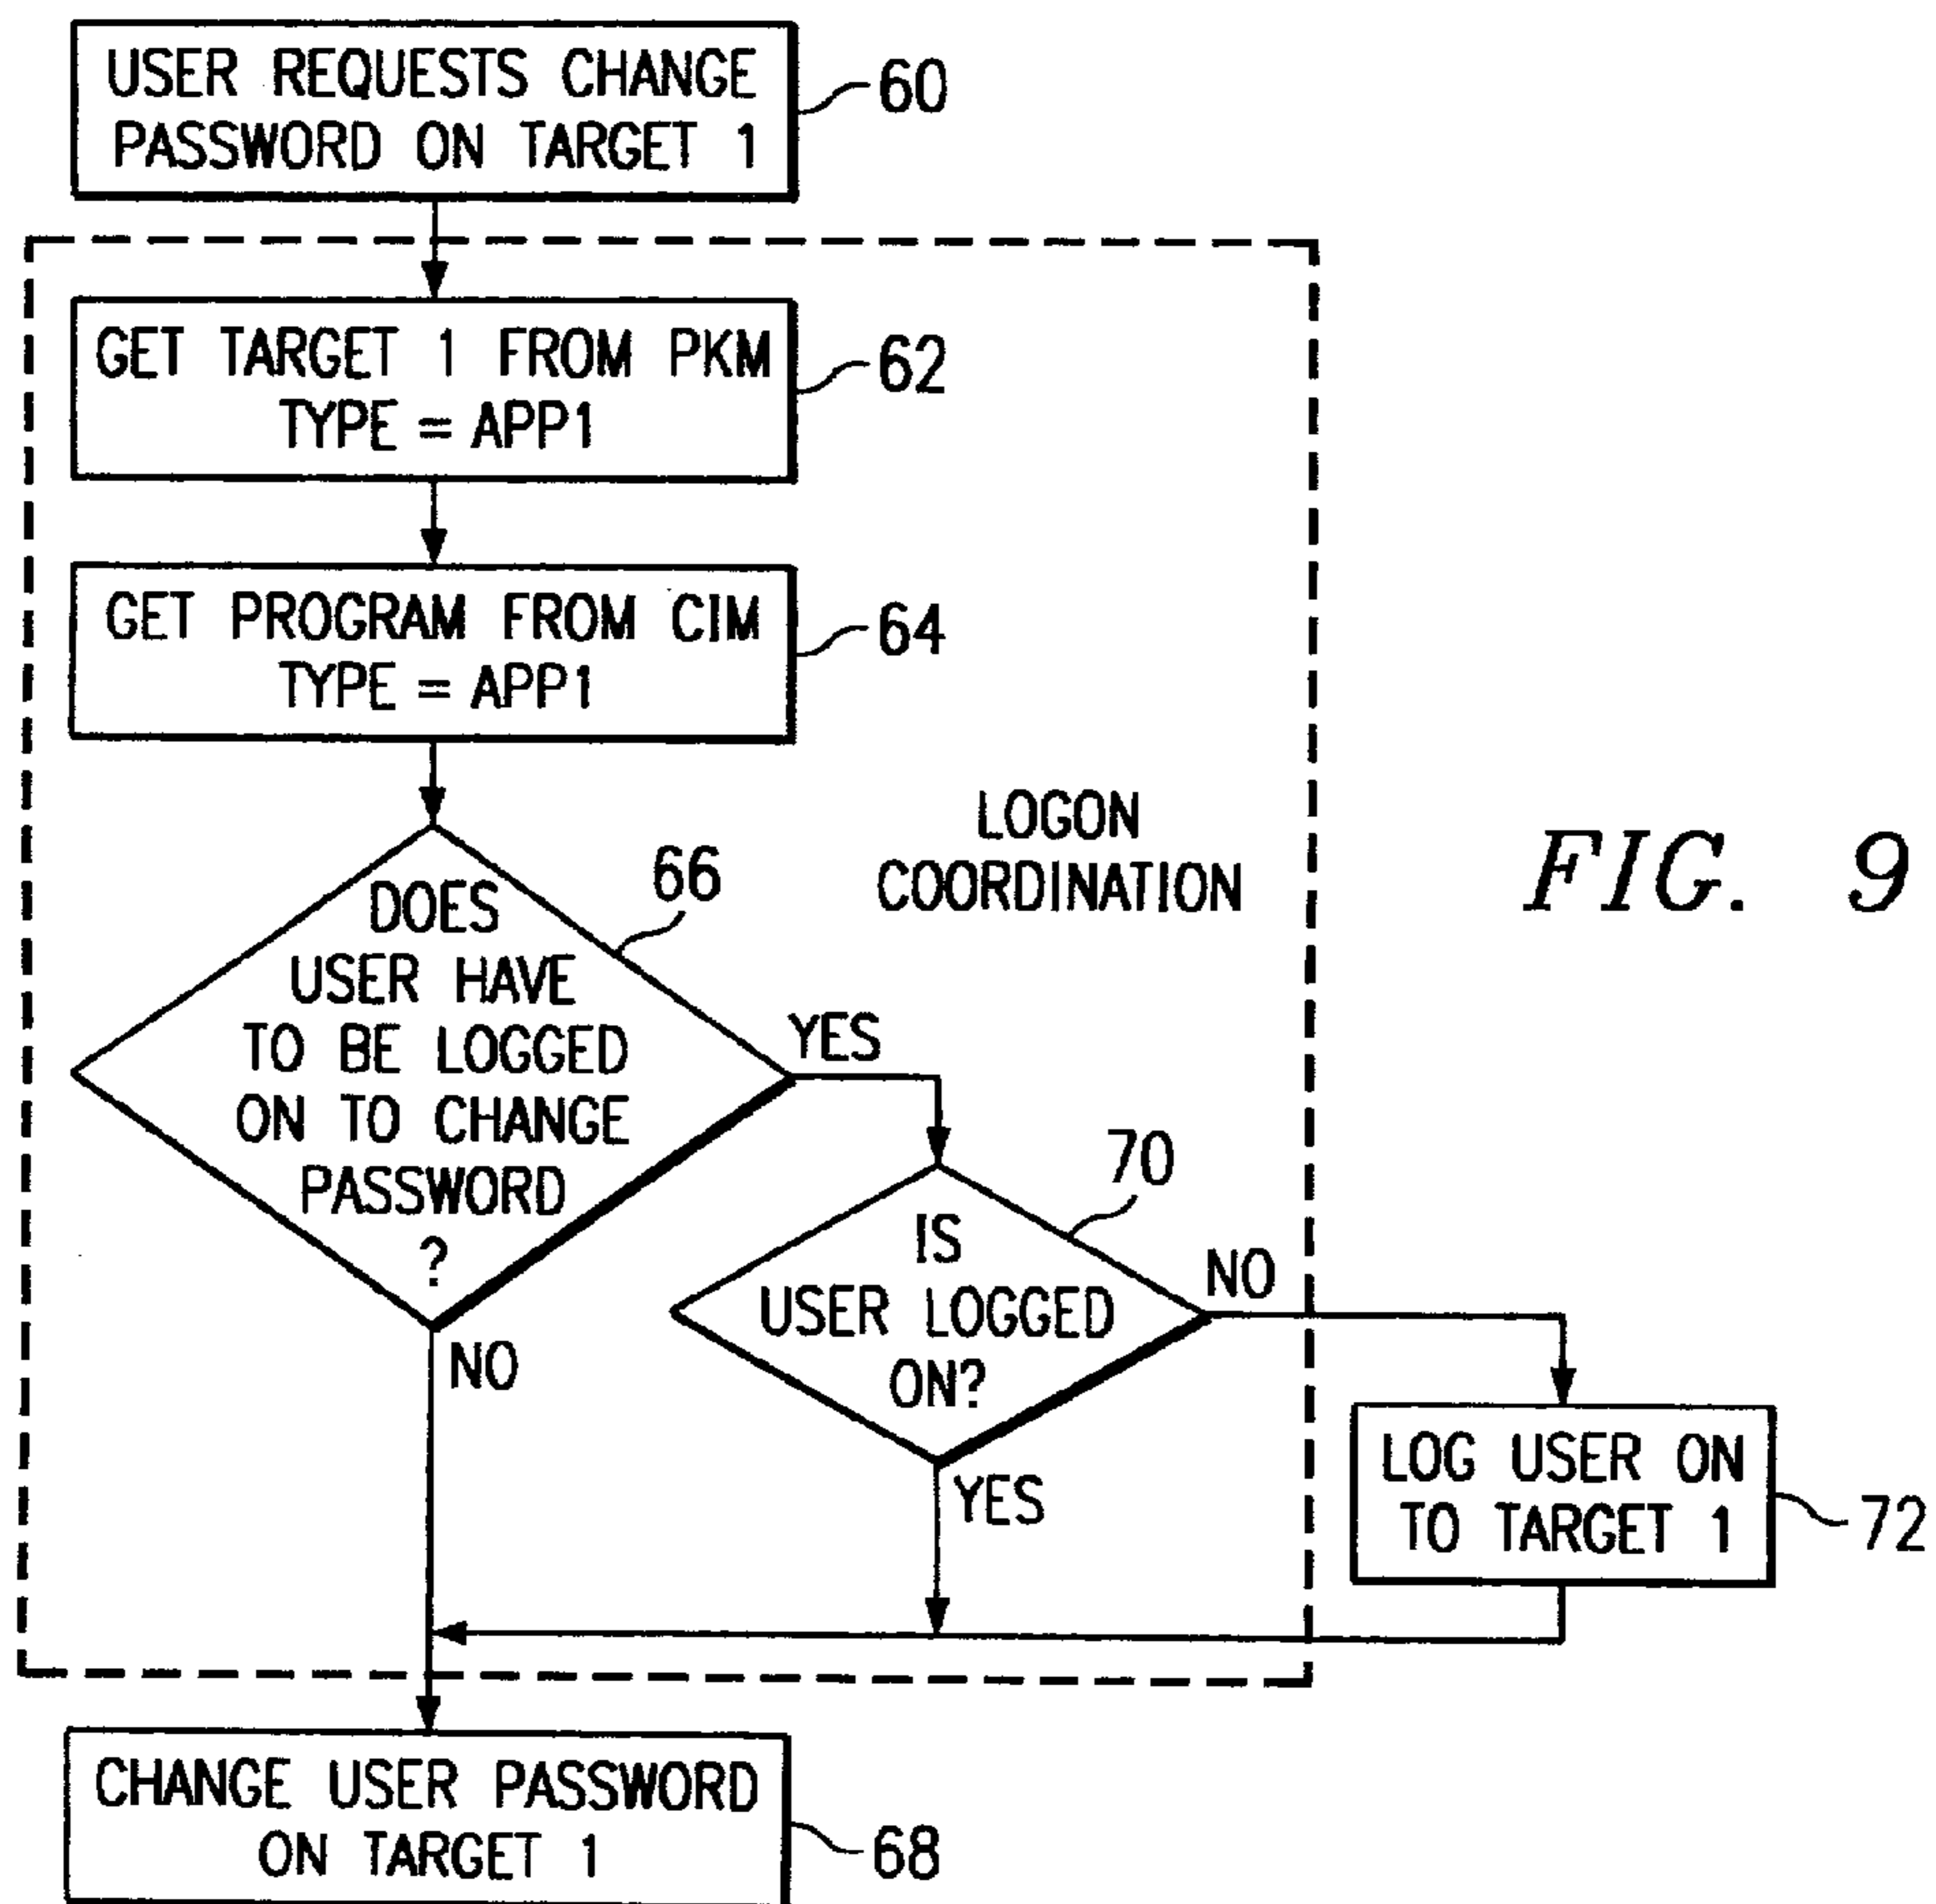 USER REQUESTS CHANGE
PASSWORD ON TARGET 1
60
GET TARGET 1 FROM PKM
TYPE = APP1
62
GET PROGRAM FROM CIM
TYPE = APP1
64
LOGON
COORDINATION
FIG. 9
66
DOES
USER HAVE
TO BE LOGGED
ON TO CHANGE
PASSWORD
?
YES
NO
70
IS
USER LOGGED
ON?
NO
YES
LOG USER ON
TO TARGET 1
72
CHANGE USER PASSWORD
ON TARGET 1
68